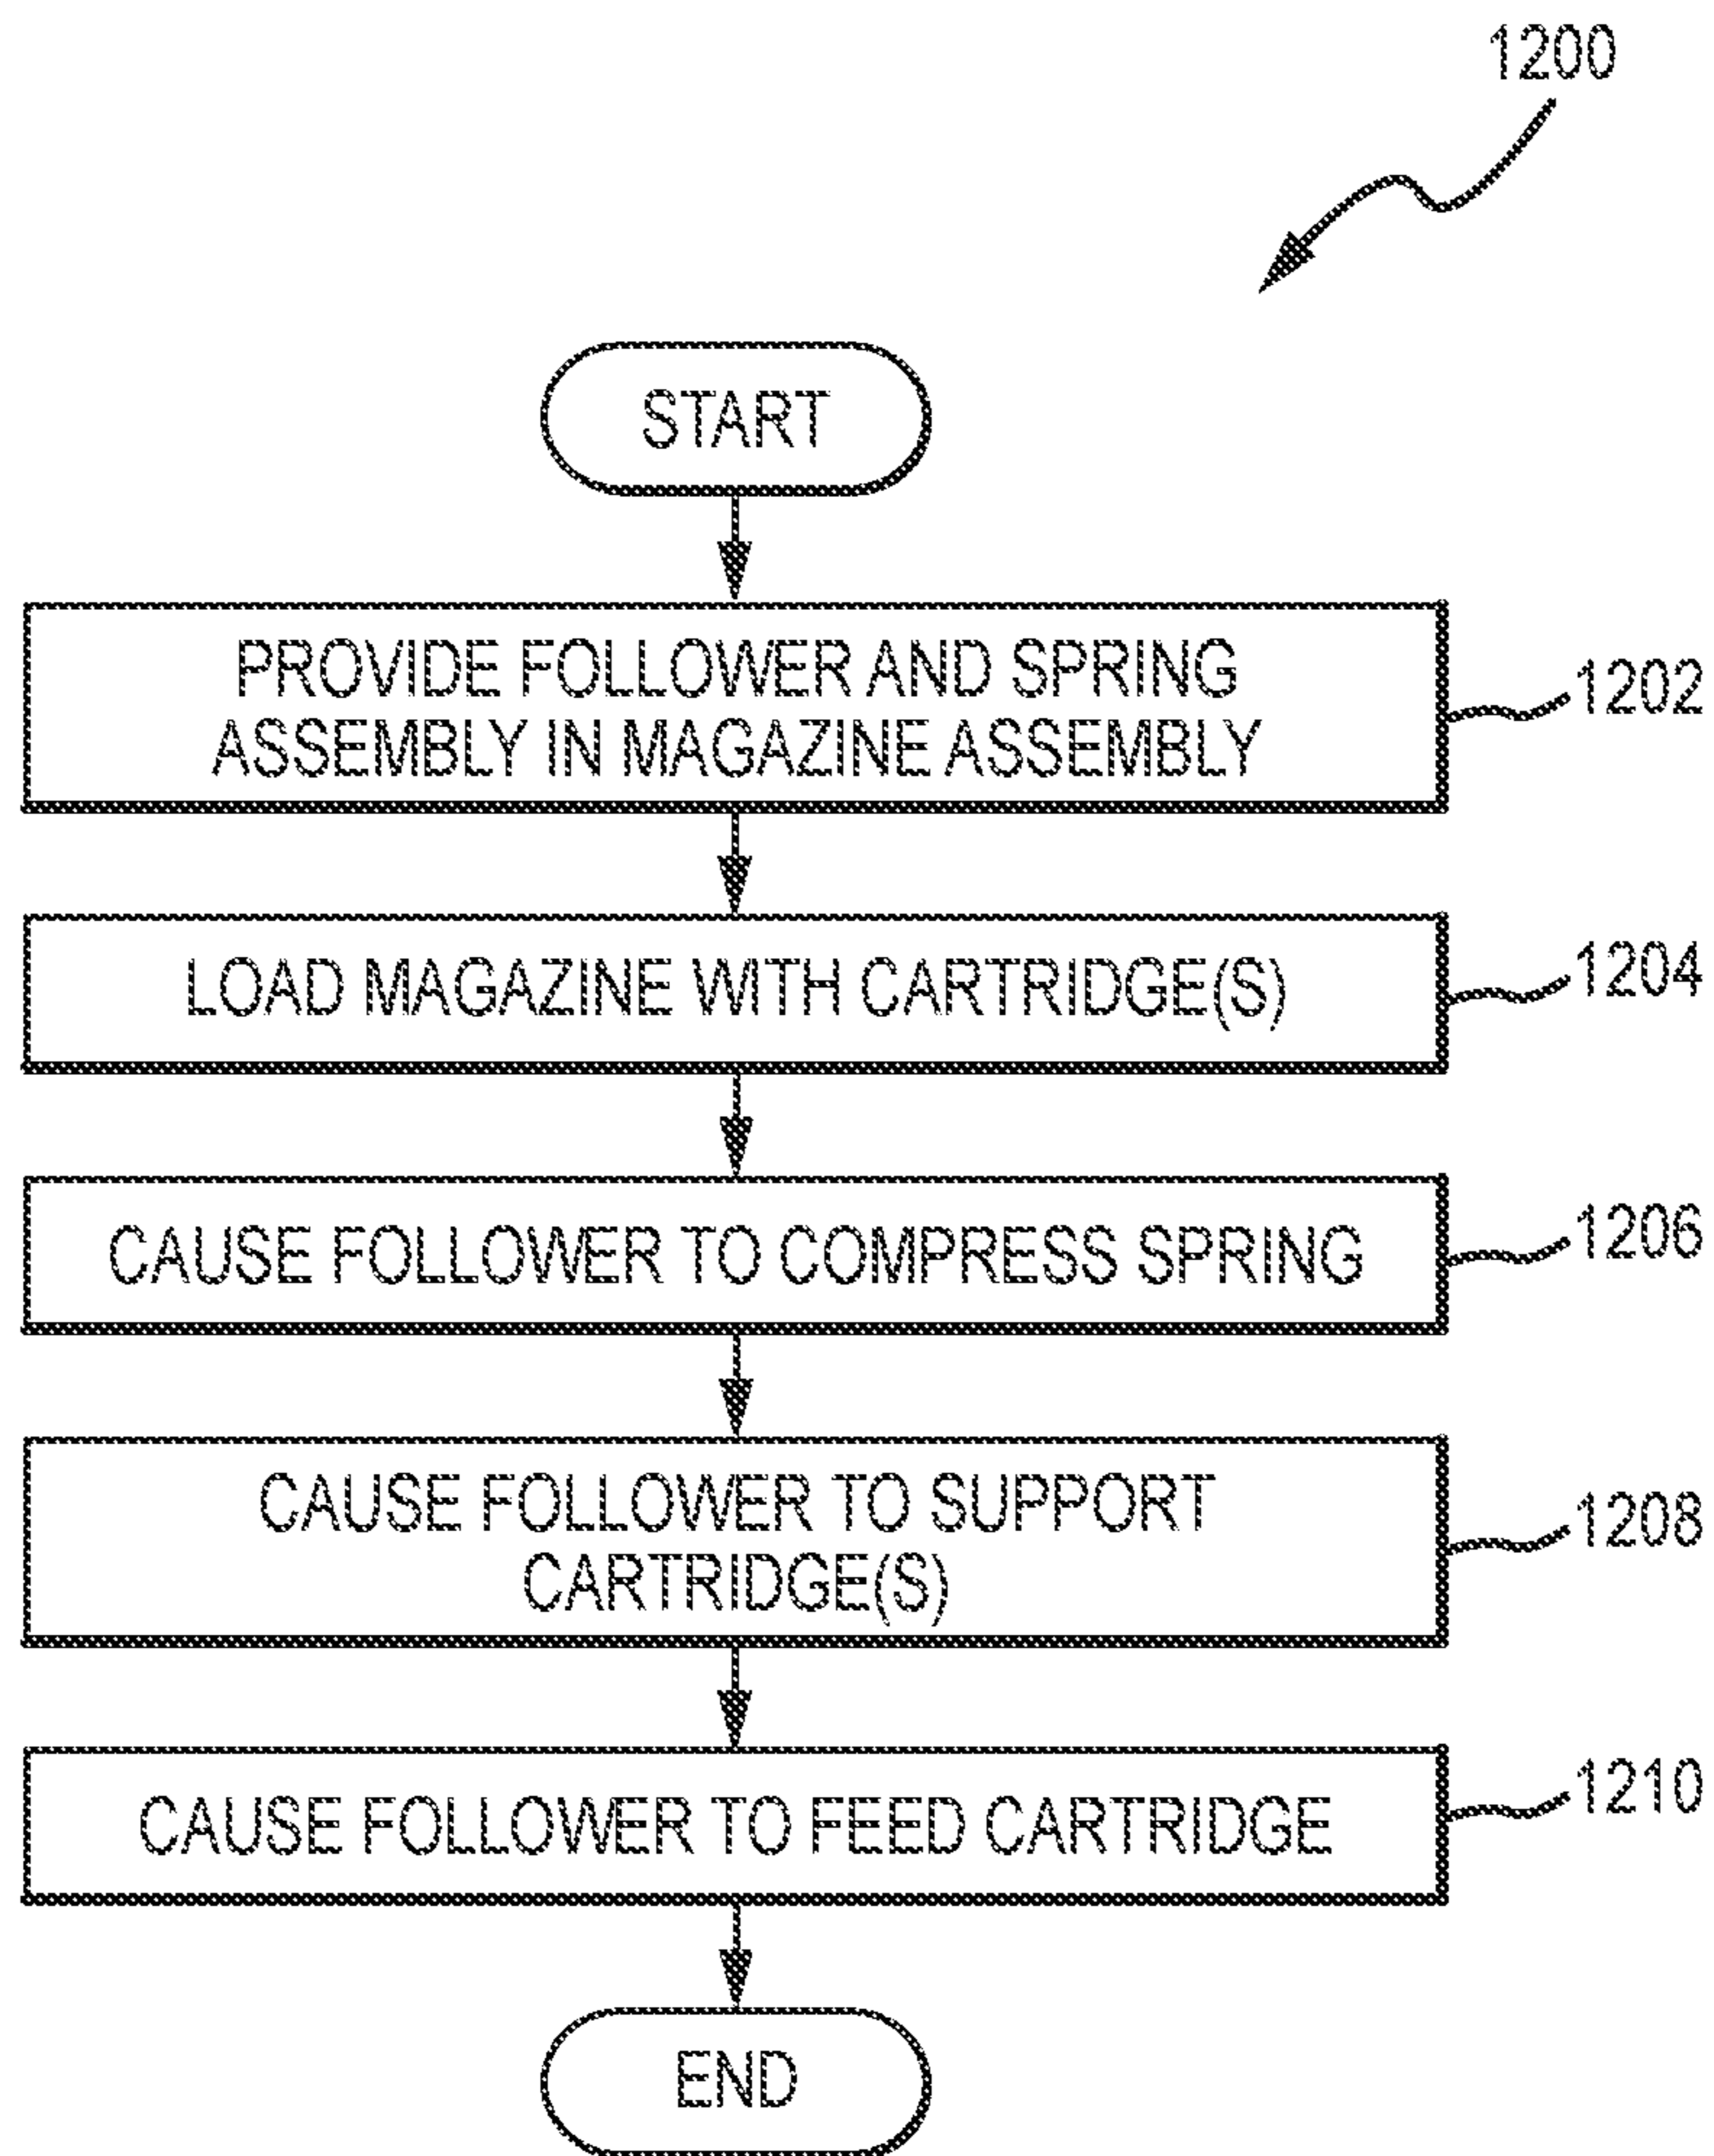 1200
START
PROVIDE FOLLOWER AND SPRING
ASSEMBLY IN MAGAZINE ASSEMBLY
1202
LOAD MAGAZINE WITH CARTRIDGE(S)
1204
CAUSE FOLLOWER TO COMPRESS SPRING
1206
CAUSE FOLLOWER TO SUPPORT
CARTRIDGE(S)
1208
CAUSE FOLLOWER TO FEED CARTRIDGE
1210
END